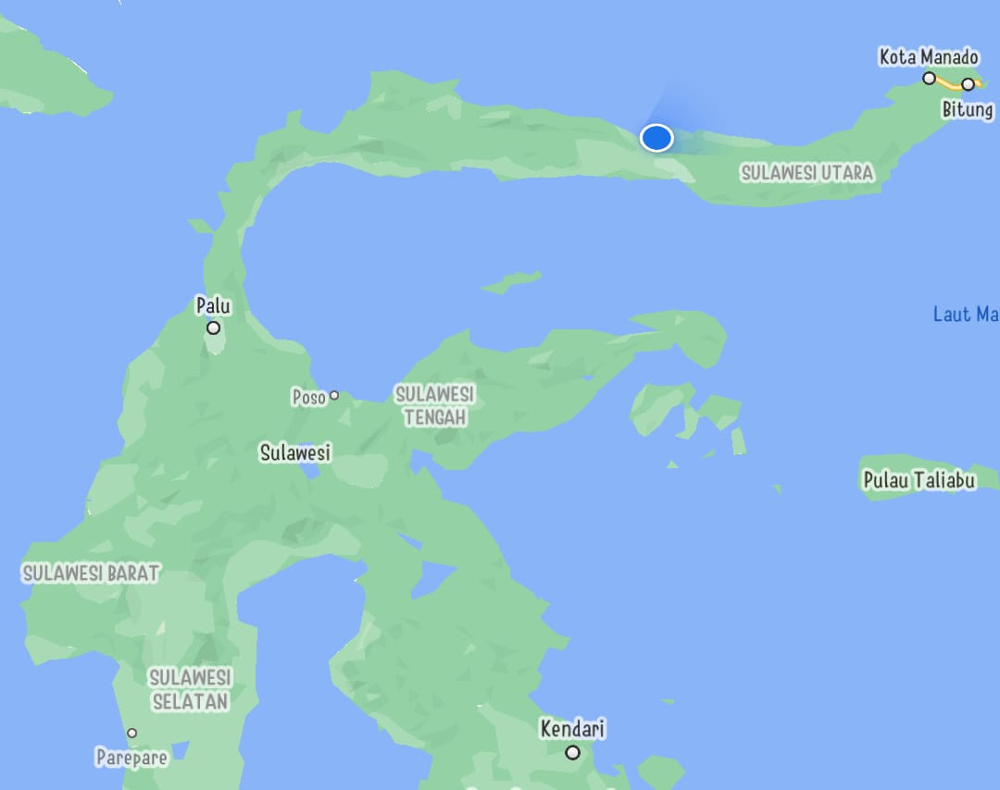 Kota Manado
Bitung
SULAWESI UTARA
Palu
Laut Ma
SULAWESI
TENGAH
Poso
Sulawesi
Pulau Taliabu
SULAWESI BARAT
SULAWESI
SELATAN
Kendari
Parepare